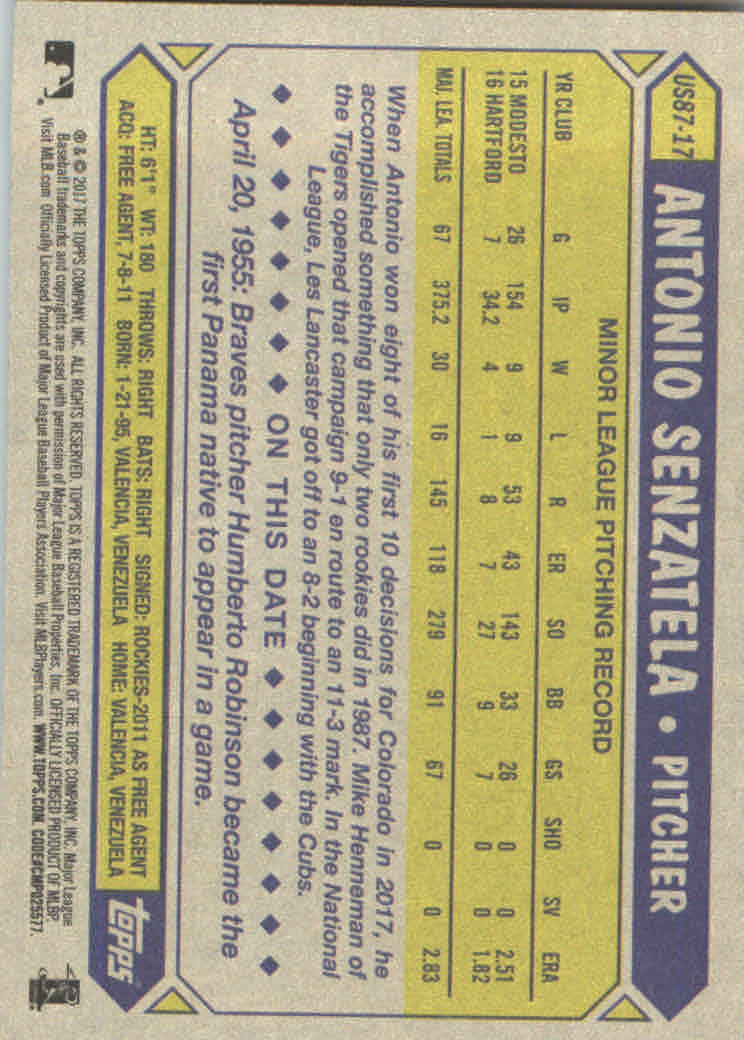 US87-17
ANTONIO SENZATELA • PITCHER
MINOR LEAGUE PITCHING RECORD
YR CLUB G IP W L R ER SO BB GS SHO SV ERA
15 MODESTO 26 154 9 9 53 43 143 33 26 0 0 2.51
16 HARTFORD 7 34.2 4 1 8 7 27 9 7 0 0 1.82
MAJ. LEA. TOTALS 67 375.2 30 16 145 118 279 91 67 0 0 2.83
When Antonio won eight of his first 10 decisions for Colorado in 2017, he
accomplished something that only two rookies did in 1987. Mike Henneman of
the Tigers opened that campaign 9-1 en route to an 11-3 mark. In the National
League, Les Lancaster got off to an 8-2 beginning with the Cubs.
◆ ◆ ◆ ◆ ◆ ◆ ◆ ◆ ON THIS DATE ◆ ◆ ◆ ◆ ◆ ◆ ◆ ◆
April 20, 1955: Braves pitcher Humberto Robinson became the
first Panama native to appear in a game.
HT: 6'1" WT: 180 THROWS: RIGHT BATS: RIGHT SIGNED: ROCKIES-2011 AS FREE AGENT
ACQ: FREE AGENT, 7-8-11 BORN: 1-21-95, VALENCIA, VENEZUELA HOME: VALENCIA, VENEZUELA
topps
® & © 2017 THE TOPPS COMPANY, INC. ALL RIGHTS RESERVED. TOPPS IS A REGISTERED TRADEMARK OF THE TOPPS COMPANY, INC. Major League
Baseball trademarks and copyrights are used with permission of Major League Baseball Properties, Inc. OFFICIALLY LICENSED PRODUCT OF MLBP.
Visit MLB.com Officially Licensed Product of Major League Baseball Players Association. Visit MLBPlayers.com. WWW.TOPPS.COM. CODE#CMP025577.